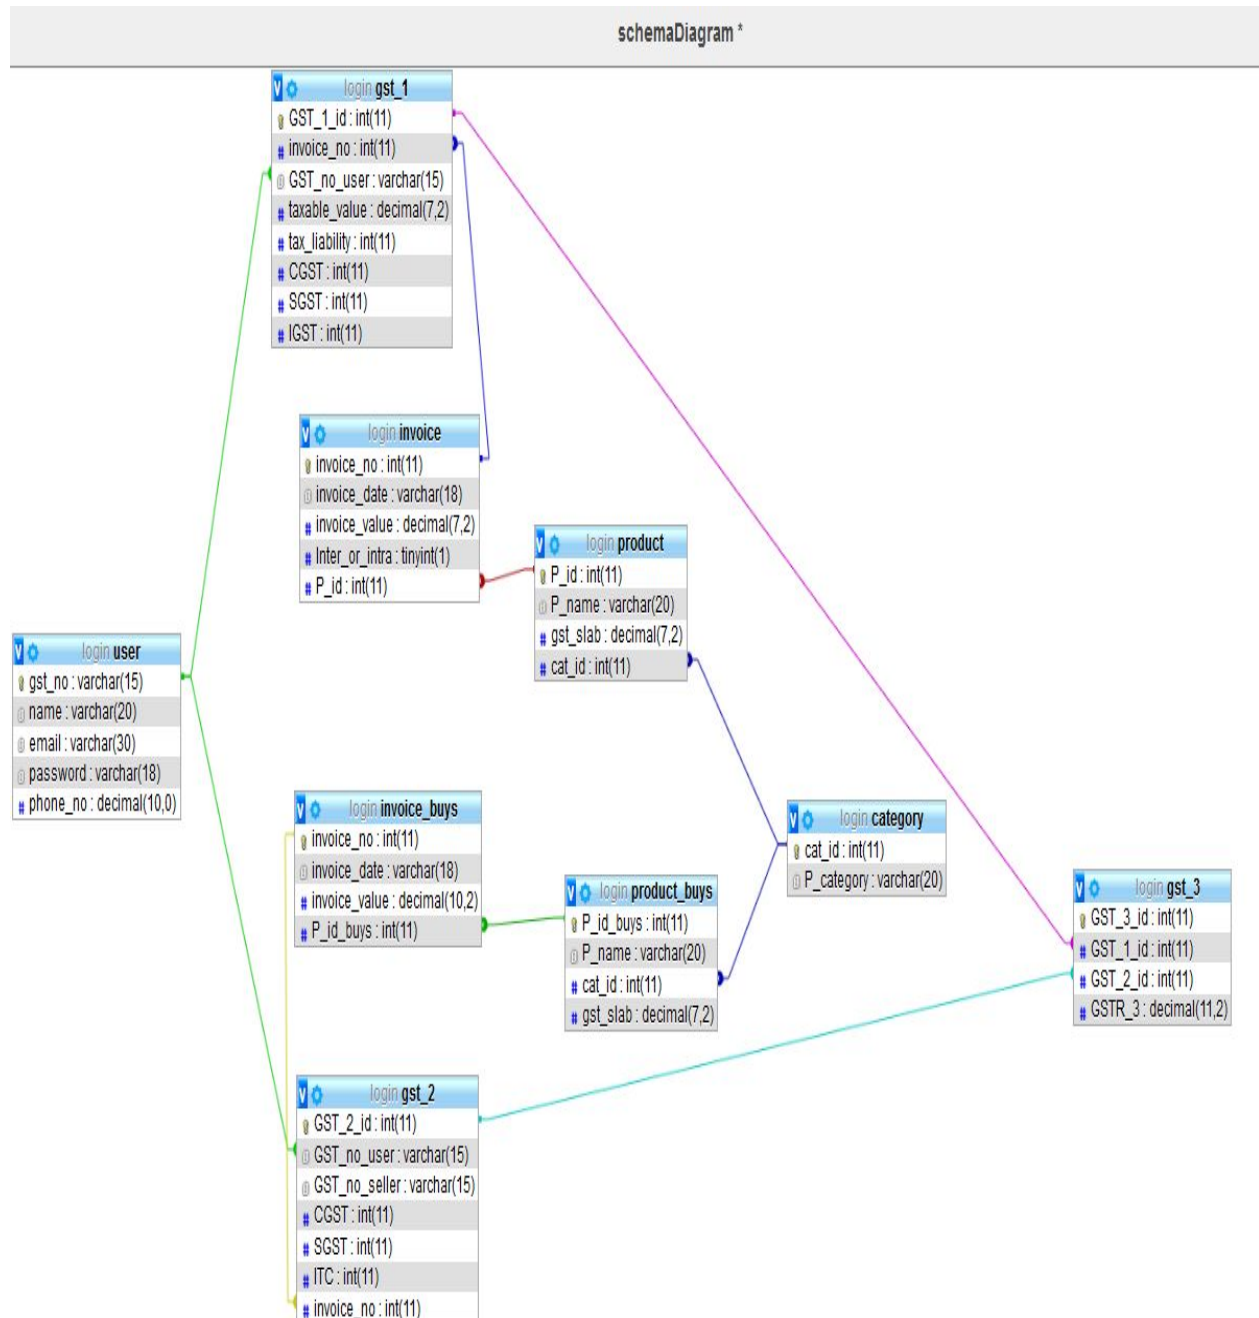 schemaDiagram *
login gst_1
GST_1_id : int(11)
invoice_no : int(11)
GST_no_user : varchar(15)
taxable_value : decimal(7,2)
tax_liability : int(11)
CGST : int(11)
SGST : int(11)
IGST : int(11)
login invoice
invoice_no : int(11)
invoice_date : varchar(18)
invoice_value : decimal(7,2)
Inter_or_intra : tinyint(1)
P_id : int(11)
login product
P_id : int(11)
P_name : varchar(20)
gst_slab : decimal(7,2)
cat_id : int(11)
login user
gst_no : varchar(15)
name : varchar(20)
email : varchar(30)
password : varchar(18)
phone_no : decimal(10,0)
login invoice_buys
invoice_no : int(11)
invoice_date : varchar(18)
invoice_value : decimal(10,2)
P_id_buys : int(11)
login product_buys
P_id_buys : int(11)
P_name : varchar(20)
cat_id : int(11)
gst_slab : decimal(7,2)
login category
cat_id : int(11)
P_category : varchar(20)
login gst_3
GST_3_id : int(11)
GST_1_id : int(11)
GST_2_id : int(11)
GSTR_3 : decimal(11,2)
login gst_2
GST_2_id : int(11)
GST_no_user : varchar(15)
GST_no_seller : varchar(15)
CGST : int(11)
SGST : int(11)
ITC : int(11)
invoice_no : int(11)